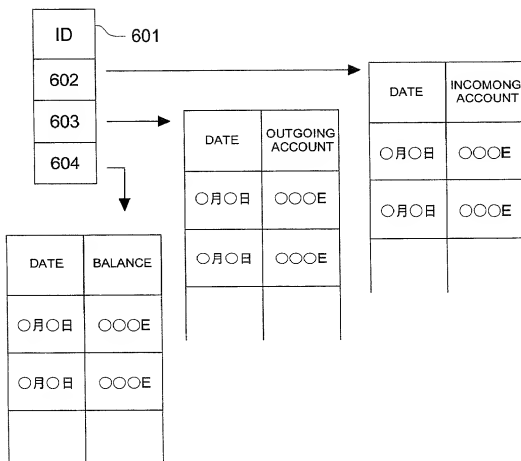 ID
601
602
603
604
DATE
INCOMONG
ACCOUNT
○月○日
○○○E
○月○日
○○○E
DATE
OUTGOING
ACCOUNT
○月○日
○○○E
○月○日
○○○E
DATE
BALANCE
○月○日
○○○E
○月○日
○○○E